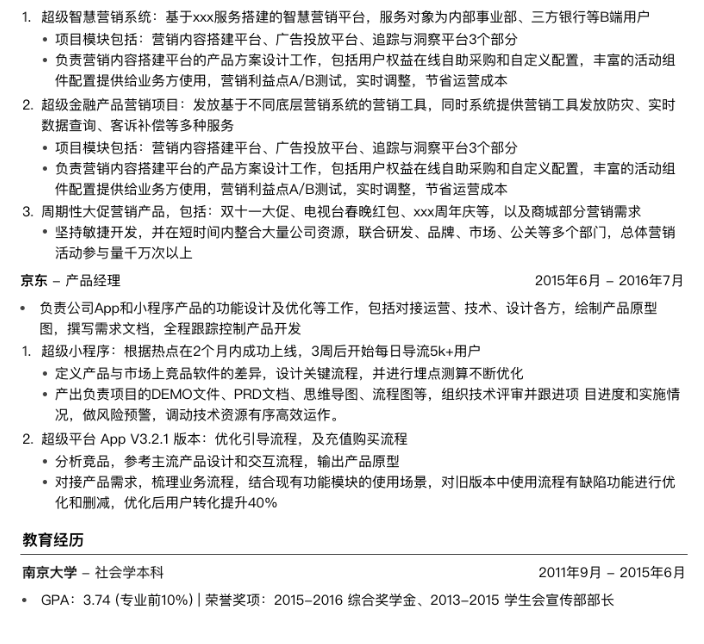 1. 超级智慧营销系统：基于xxx服务搭建的智慧营销平台，服务对象为内部事业部、三方银行等B端用户
• 项目模块包括：营销内容搭建平台、广告投放平台、追踪与洞察平台3个部分
• 负责营销内容搭建平台的产品方案设计工作，包括用户权益在线自助采购和自定义配置，丰富的活动组
件配置提供给业务方使用，营销利益点A/B测试，实时调整，节省运营成本
2. 超级金融产品营销项目：发放基于不同底层营销系统的营销工具，同时系统提供营销工具发放防灾、实时
数据查询、客诉补偿等多种服务
• 项目模块包括：营销内容搭建平台、广告投放平台、追踪与洞察平台3个部分
• 负责营销内容搭建平台的产品方案设计工作，包括用户权益在线自助采购和自定义配置，丰富的活动组
件配置提供给业务方使用，营销利益点A/B测试，实时调整，节省运营成本
3. 周期性大促营销产品，包括：双十一大促、电视台春晚红包、xxx周年庆等，以及商城部分营销需求
• 坚持敏捷开发，并在短时间内整合大量公司资源，联合研发、品牌、市场、公关等多个部门，总体营销
活动参与量千万次以上
京东 – 产品经理 2015年6月 – 2016年7月
• 负责公司App和小程序产品的功能设计及优化等工作，包括对接运营、技术、设计各方，绘制产品原型
图，撰写需求文档，全程跟踪控制产品开发
1. 超级小程序：根据热点在2个月内成功上线，3周后开始每日导流5k+用户
• 定义产品与市场上竞品软件的差异，设计关键流程，并进行埋点测算不断优化
• 产出负责项目的DEMO文件、PRD文档、思维导图、流程图等，组织技术评审并跟进项 目进度和实施情
况，做风险预警，调动技术资源有序高效运作。
2. 超级平台 App V3.2.1 版本：优化引导流程，及充值购买流程
• 分析竞品，参考主流产品设计和交互流程，输出产品原型
• 对接产品需求，梳理业务流程，结合现有功能模块的使用场景，对旧版本中使用流程有缺陷功能进行优
化和删减，优化后用户转化提升40%
教育经历
南京大学 – 社会学本科 2011年9月 – 2015年6月
• GPA：3.74 (专业前10%) | 荣誉奖项：2015-2016 综合奖学金、2013-2015 学生会宣传部部长